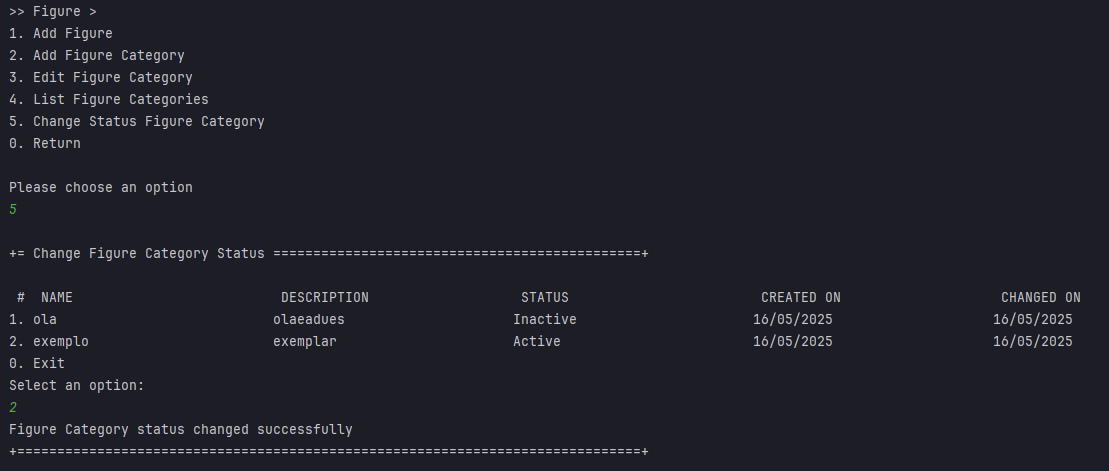 >> Figure >
1. Add Figure
2. Add Figure Category
3. Edit Figure Category
4. List Figure Categories
5. Change Status Figure Category
0. Return
Please choose an option
5
+= Change Figure Category Status ==============================================+
# NAME DESCRIPTION STATUS CREATED ON CHANGED ON
1. ola olaeadues Inactive 16/05/2025 16/05/2025
2. exemplo exemplar Active 16/05/2025 16/05/2025
0. Exit
Select an option:
2
Figure Category status changed successfully
+==============================================================================+